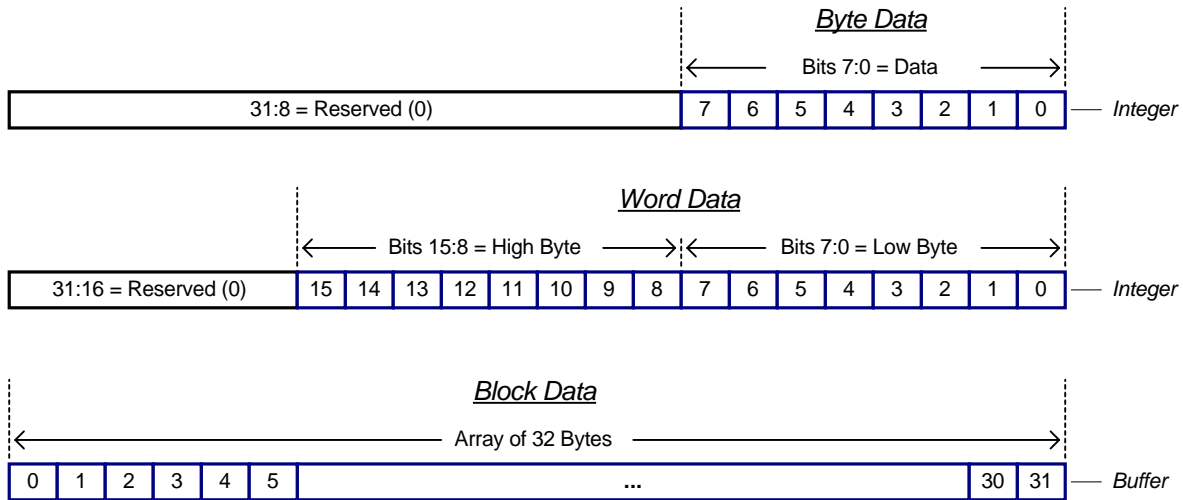 Byte Data
Bits 7:0 = Data
31:8 = Reserved (0) 7 6 5 4 3 2 1 0 Integer
Word Data
Bits 15:8 = High Byte Bits 7:0 = Low Byte
31:16 = Reserved (0) 15 14 13 12 11 10 9 8 7 6 5 4 3 2 1 0 Integer
Block Data
Array of 32 Bytes
0 1 2 3 4 5 ... 30 31 Buffer